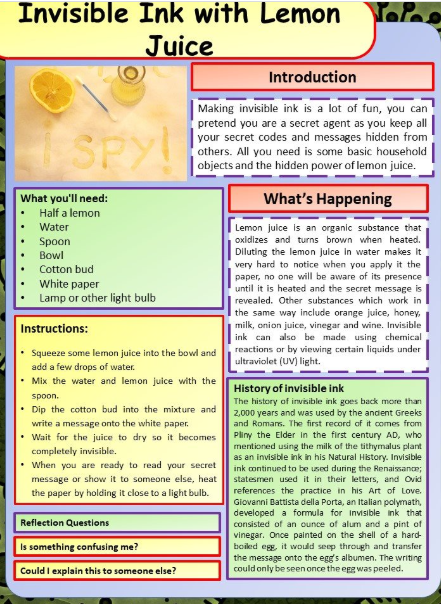 Invisible Ink with Lemon
Juice
i SPY!
Introduction
Making invisible ink is a lot of fun, you can
pretend you are a secret agent as you keep all
your secret codes and messages hidden from
others. All you need is some basic household
objects and the hidden power of lemon juice.
What you'll need:
• Half a lemon
• Water
• Spoon
• Bowl
• Cotton bud
• White paper
• Lamp or other light bulb
Instructions:
• Squeeze some lemon juice into the bowl and
add a few drops of water.
• Mix the water and lemon juice with the
spoon.
• Dip the cotton bud into the mixture and
write a message onto the white paper.
• Wait for the juice to dry so it becomes
completely invisible.
• When you are ready to read your secret
message or show it to someone else, heat
the paper by holding it close to a light bulb.
Reflection Questions
Is something confusing me?
Could I explain this to someone else?
What's Happening
Lemon juice is an organic substance that
oxidizes and turns brown when heated.
Diluting the lemon juice in water makes it
very hard to notice when you apply it the
paper, no one will be aware of its presence
until it is heated and the secret message is
revealed. Other substances which work in
the same way include orange juice, honey,
milk, onion juice, vinegar and wine. Invisible
ink can also be made using chemical
reactions or by viewing certain liquids under
ultraviolet (UV) light.
History of invisible ink
The history of invisible ink goes back more than
2,000 years and was used by the ancient Greeks
and Romans. The first record of it comes from
Pliny the Elder in the first century AD, who
mentioned using the milk of the tithymalus plant
as an invisible ink in his Natural History. Invisible
ink continued to be used during the Renaissance;
statesmen used it in their letters, and Ovid
references the practice in his Art of Love.
Giovanni Battista della Porta, an Italian polymath,
developed a formula for invisible ink that
consisted of an ounce of alum and a pint of
vinegar. Once painted on the shell of a hard-
boiled egg, it would seep through and transfer
the message onto the egg's albumen. The writing
could only be seen once the egg was peeled.